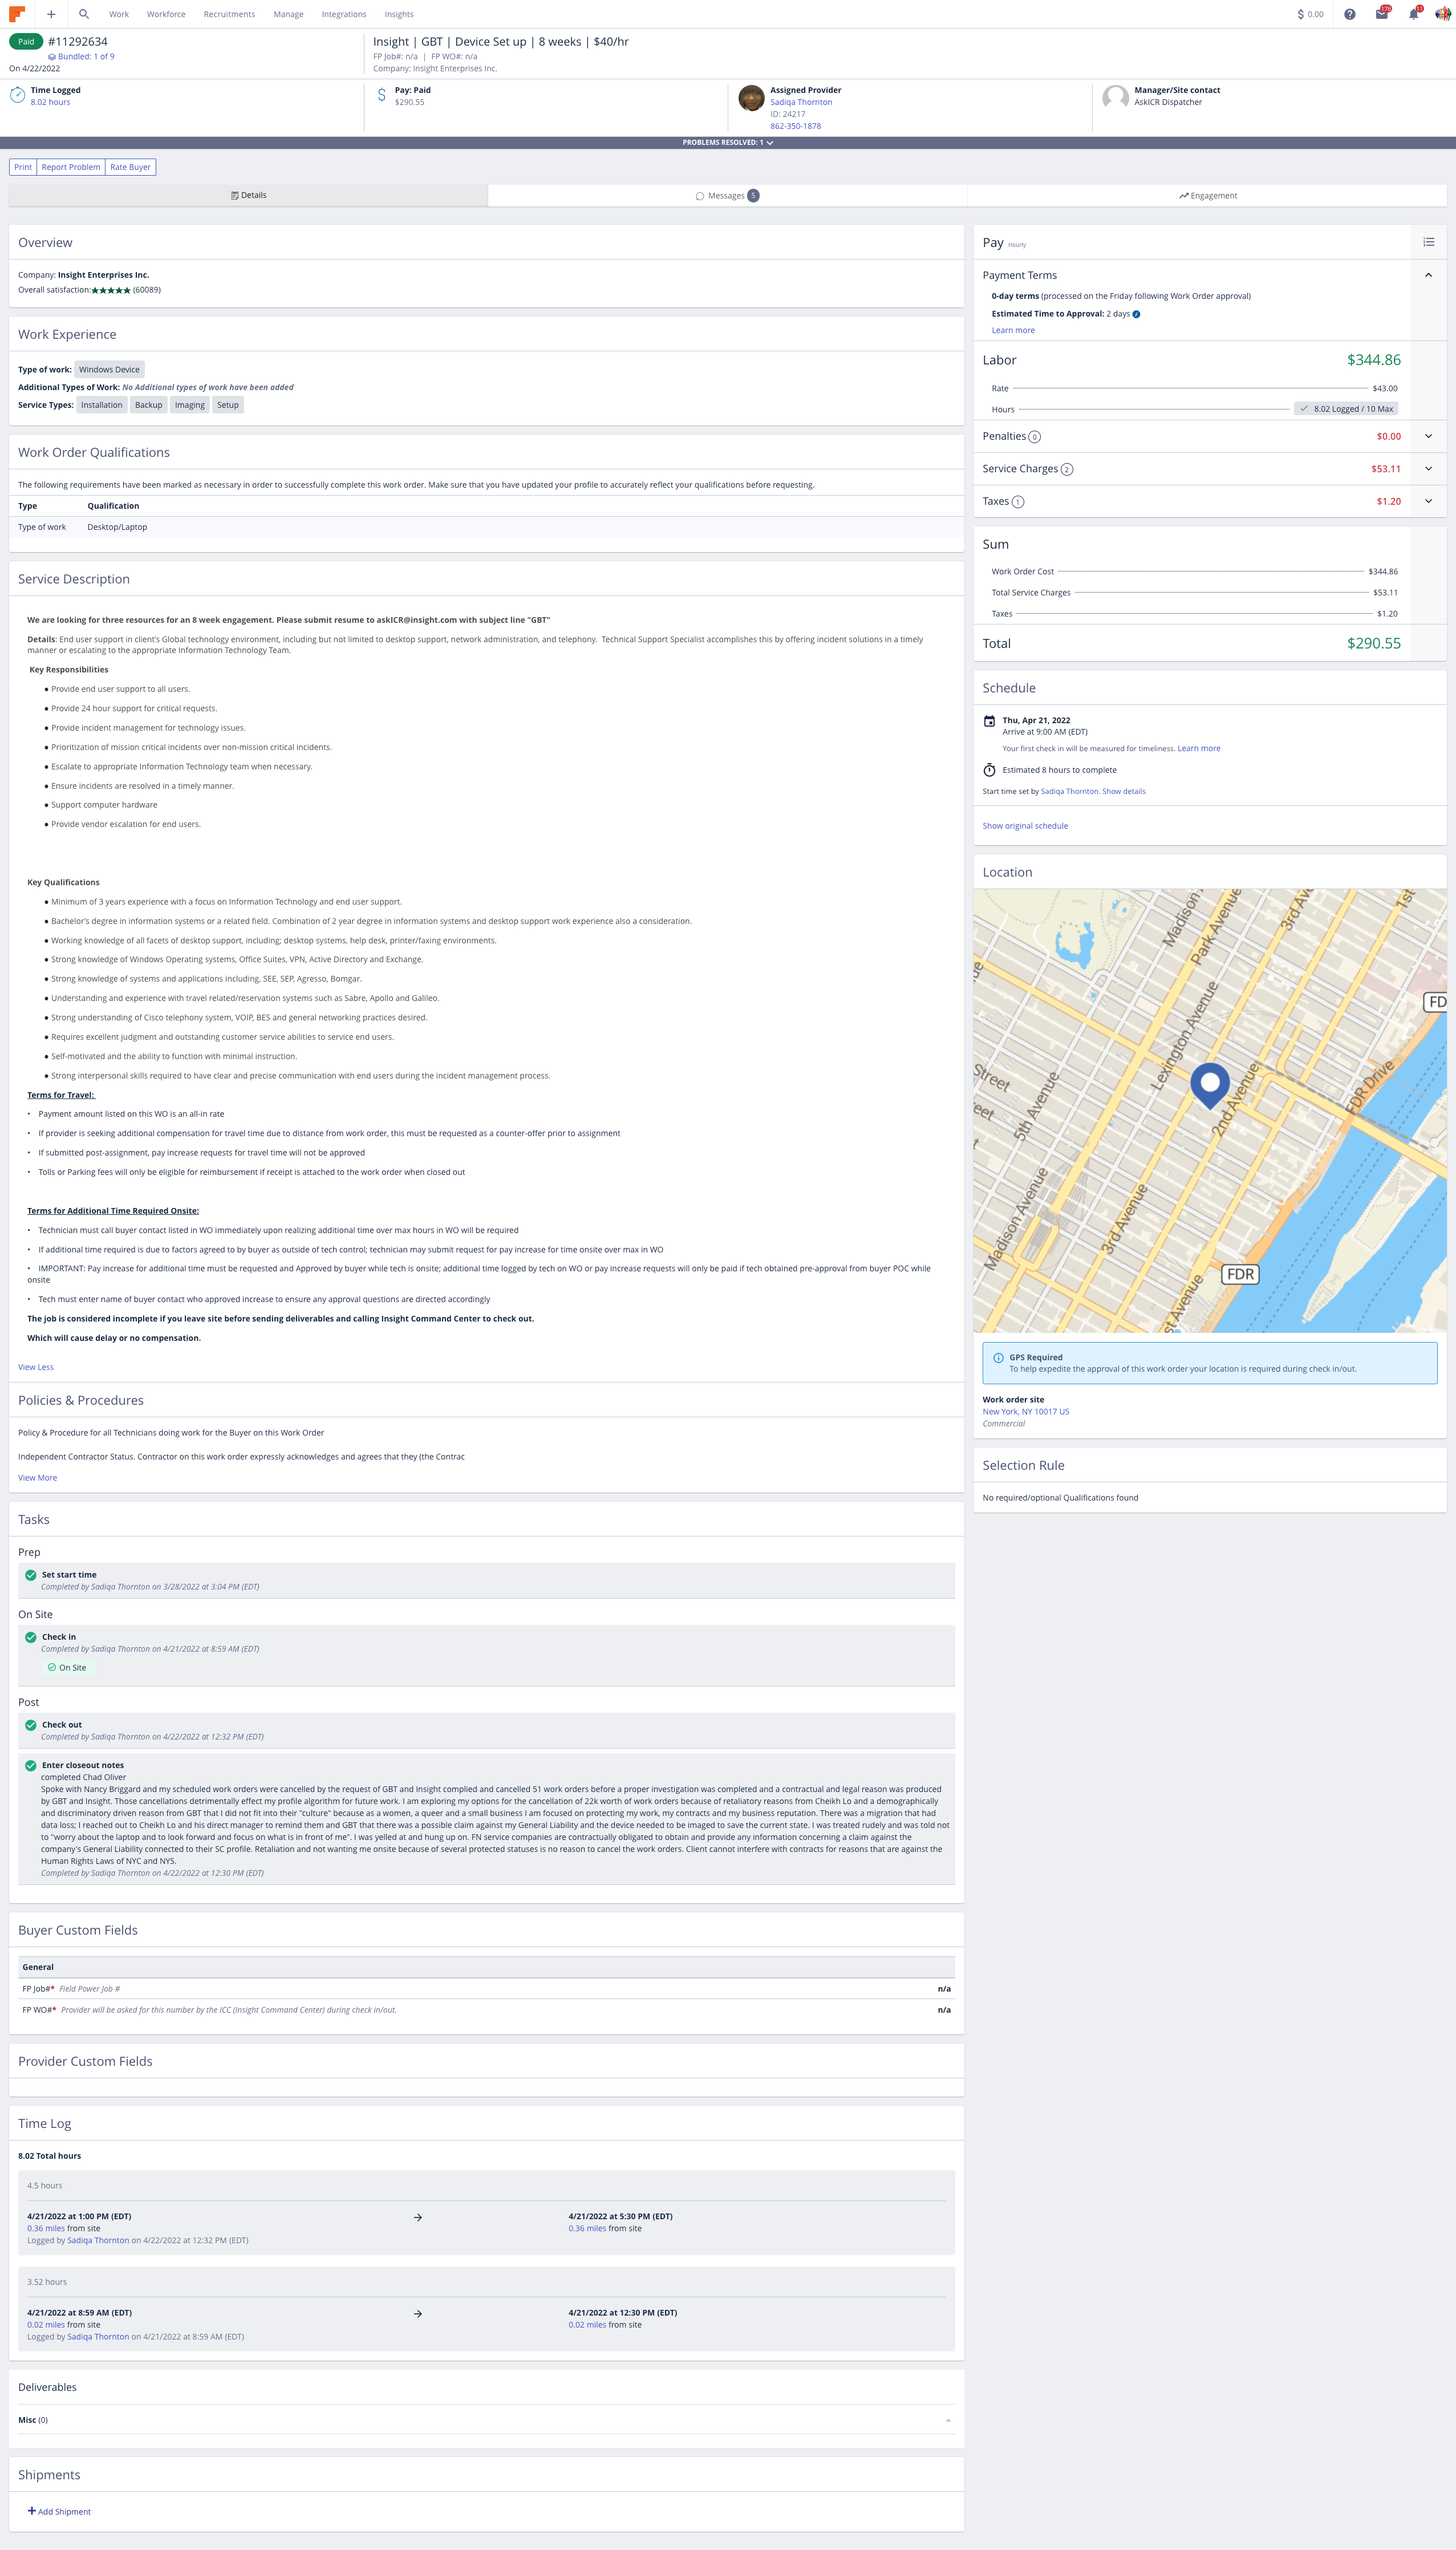 Work Workforce Recruitments Manage Integrations Insights
$ 0.00
176
11
Paid #11292634
Bundled: 1 of 9
On 4/22/2022
Insight | GBT | Device Set up | 8 weeks | $40/hr
FP Job#: n/a | FP WO#: n/a
Company: Insight Enterprises Inc.
Time Logged
8.02 hours
Pay: Paid
$290.55
Assigned Provider
Sadiqa Thornton
ID: 24217
862-350-1878
Manager/Site contact
AskICR Dispatcher
PROBLEMS RESOLVED: 1
Print Report Problem Rate Buyer
Details
Messages 5
Engagement
Overview
Company: Insight Enterprises Inc.
Overall satisfaction: (60089)
Work Experience
Type of work: Windows Device
Additional Types of Work: No Additional types of work have been added
Service Types: Installation Backup Imaging Setup
Work Order Qualifications
The following requirements have been marked as necessary in order to successfully complete this work order. Make sure that you have updated your profile to accurately reflect your qualifications before requesting.
Type Qualification
Type of work Desktop/Laptop
Service Description
We are looking for three resources for an 8 week engagement. Please submit resume to askICR@insight.com with subject line "GBT"
Details: End user support in client's Global technology environment, including but not limited to desktop support, network administration, and telephony. Technical Support Specialist accomplishes this by offering incident solutions in a timely
manner or escalating to the appropriate Information Technology Team.
Key Responsibilities
● Provide end user support to all users.
● Provide 24 hour support for critical requests.
● Provide incident management for technology issues.
● Prioritization of mission critical incidents over non-mission critical incidents.
● Escalate to appropriate Information Technology team when necessary.
● Ensure incidents are resolved in a timely manner.
● Support computer hardware
● Provide vendor escalation for end users.
Key Qualifications
● Minimum of 3 years experience with a focus on Information Technology and end user support.
● Bachelor's degree in information systems or a related field. Combination of 2 year degree in information systems and desktop support work experience also a consideration.
● Working knowledge of all facets of desktop support, including; desktop systems, help desk, printer/faxing environments.
● Strong knowledge of Windows Operating systems, Office Suites, VPN, Active Directory and Exchange.
● Strong knowledge of systems and applications including, SEE, SEP, Agresso, Bomgar.
● Understanding and experience with travel related/reservation systems such as Sabre, Apollo and Galileo.
● Strong understanding of Cisco telephony system, VOIP, BES and general networking practices desired.
● Requires excellent judgment and outstanding customer service abilities to service end users.
● Self-motivated and the ability to function with minimal instruction.
● Strong interpersonal skills required to have clear and precise communication with end users during the incident management process.
Terms for Travel:
• Payment amount listed on this WO is an all-in rate
• If provider is seeking additional compensation for travel time due to distance from work order, this must be requested as a counter-offer prior to assignment
• If submitted post-assignment, pay increase requests for travel time will not be approved
• Tolls or Parking fees will only be eligible for reimbursement if receipt is attached to the work order when closed out
Terms for Additional Time Required Onsite:
• Technician must call buyer contact listed in WO immediately upon realizing additional time over max hours in WO will be required
• If additional time required is due to factors agreed to by buyer as outside of tech control; technician may submit request for pay increase for time onsite over max in WO
• IMPORTANT: Pay increase for additional time must be requested and Approved by buyer while tech is onsite; additional time logged by tech on WO or pay increase requests will only be paid if tech obtained pre-approval from buyer POC while
onsite
• Tech must enter name of buyer contact who approved increase to ensure any approval questions are directed accordingly
The job is considered incomplete if you leave site before sending deliverables and calling Insight Command Center to check out.
Which will cause delay or no compensation.
View Less
Policies & Procedures
Policy & Procedure for all Technicians doing work for the Buyer on this Work Order
Independent Contractor Status. Contractor on this work order expressly acknowledges and agrees that they (the Contrac
View More
Tasks
Prep
Set start time
Completed by Sadiqa Thornton on 3/28/2022 at 3:04 PM (EDT)
On Site
Check in
Completed by Sadiqa Thornton on 4/21/2022 at 8:59 AM (EDT)
On Site
Post
Check out
Completed by Sadiqa Thornton on 4/22/2022 at 12:32 PM (EDT)
Enter closeout notes
completed Chad Oliver
Spoke with Nancy Briggard and my scheduled work orders were cancelled by the request of GBT and Insight complied and cancelled 51 work orders before a proper investigation was completed and a contractual and legal reason was produced
by GBT and Insight. Those cancellations detrimentally effect my profile algorithm for future work. I am exploring my options for the cancellation of 22k worth of work orders because of retaliatory reasons from Cheikh Lo and a demographically
and discriminatory driven reason from GBT that I did not fit into their "culture" because as a women, a queer and a small business I am focused on protecting my work, my contracts and my business reputation. There was a migration that had
data loss; I reached out to Cheikh Lo and his direct manager to remind them and GBT that there was a possible claim against my General Liability and the device needed to be imaged to save the current state. I was treated rudely and was told not
to "worry about the laptop and to look forward and focus on what is in front of me". I was yelled at and hung up on. FN service companies are contractually obligated to obtain and provide any information concerning a claim against the
company's General Liability connected to their SC profile. Retaliation and not wanting me onsite because of several protected statuses is no reason to cancel the work orders. Client cannot interfere with contracts for reasons that are against the
Human Rights Laws of NYC and NYS.
Completed by Sadiqa Thornton on 4/22/2022 at 12:30 PM (EDT)
Buyer Custom Fields
General
FP Job#* Field Power Job # n/a
FP WO#* Provider will be asked for this number by the ICC (Insight Command Center) during check in/out. n/a
Provider Custom Fields
Time Log
8.02 Total hours
4.5 hours
4/21/2022 at 1:00 PM (EDT) → 4/21/2022 at 5:30 PM (EDT)
0.36 miles from site 0.36 miles from site
Logged by Sadiqa Thornton on 4/22/2022 at 12:32 PM (EDT)
3.52 hours
4/21/2022 at 8:59 AM (EDT) → 4/21/2022 at 12:30 PM (EDT)
0.02 miles from site 0.02 miles from site
Logged by Sadiqa Thornton on 4/21/2022 at 8:59 AM (EDT)
Deliverables
Misc (0)
Shipments
+ Add Shipment
Pay Hourly
Payment Terms
0-day terms (processed on the Friday following Work Order approval)
Estimated Time to Approval: 2 days
Learn more
Labor $344.86
Rate $43.00
Hours 8.02 Logged / 10 Max
Penalties 0 $0.00
Service Charges 2 $53.11
Taxes 1 $1.20
Sum
Work Order Cost $344.86
Total Service Charges $53.11
Taxes $1.20
Total $290.55
Schedule
Thu, Apr 21, 2022
Arrive at 9:00 AM (EDT)
Your first check in will be measured for timeliness. Learn more
Estimated 8 hours to complete
Start time set by Sadiqa Thornton. Show details
Show original schedule
Location
Madison
Park Avenue
3rd Av
1st
ue
FD
Lexington Avenue
Street
reet
5th Avenue
2nd Avenue
FDR Drive
Madison Avenue
3rd Avenue
FDR
st Avenue
GPS Required
To help expedite the approval of this work order your location is required during check in/out.
Work order site
New York, NY 10017 US
Commercial
Selection Rule
No required/optional Qualifications found